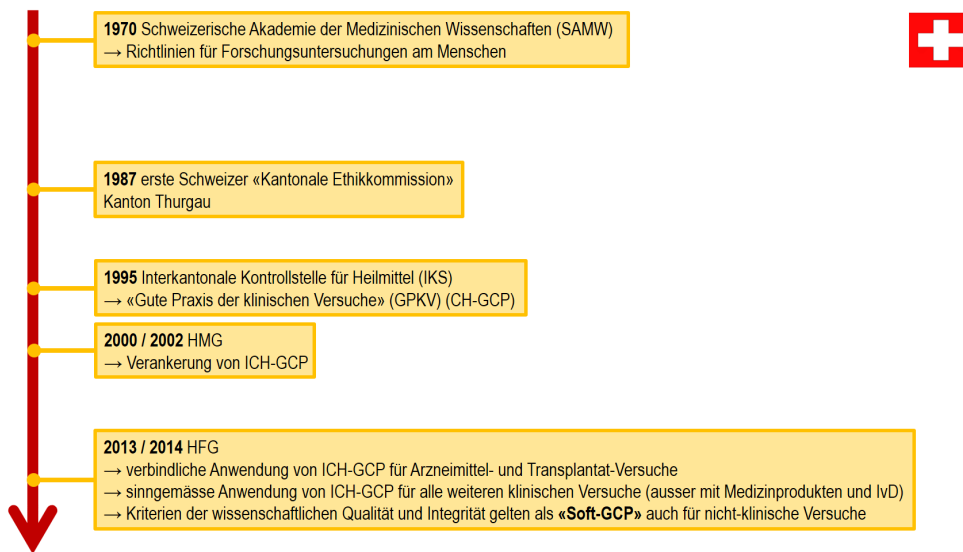 1970 Schweizerische Akademie der Medizinischen Wissenschaften (SAMW)
→ Richtlinien für Forschungsuntersuchungen am Menschen
1987 erste Schweizer «Kantonale Ethikkommission»
Kanton Thurgau
1995 Interkantonale Kontrollstelle für Heilmittel (IKS)
→ «Gute Praxis der klinischen Versuche» (GPKV) (CH-GCP)
2000 / 2002 HMG
→ Verankerung von ICH-GCP
2013 / 2014 HFG
→ verbindliche Anwendung von ICH-GCP für Arzneimittel- und Transplantat-Versuche
→ sinngemässe Anwendung von ICH-GCP für alle weiteren klinischen Versuche (ausser mit Medizinprodukten und IvD)
→ Kriterien der wissenschaftlichen Qualität und Integrität gelten als «Soft-GCP» auch für nicht-klinische Versuche